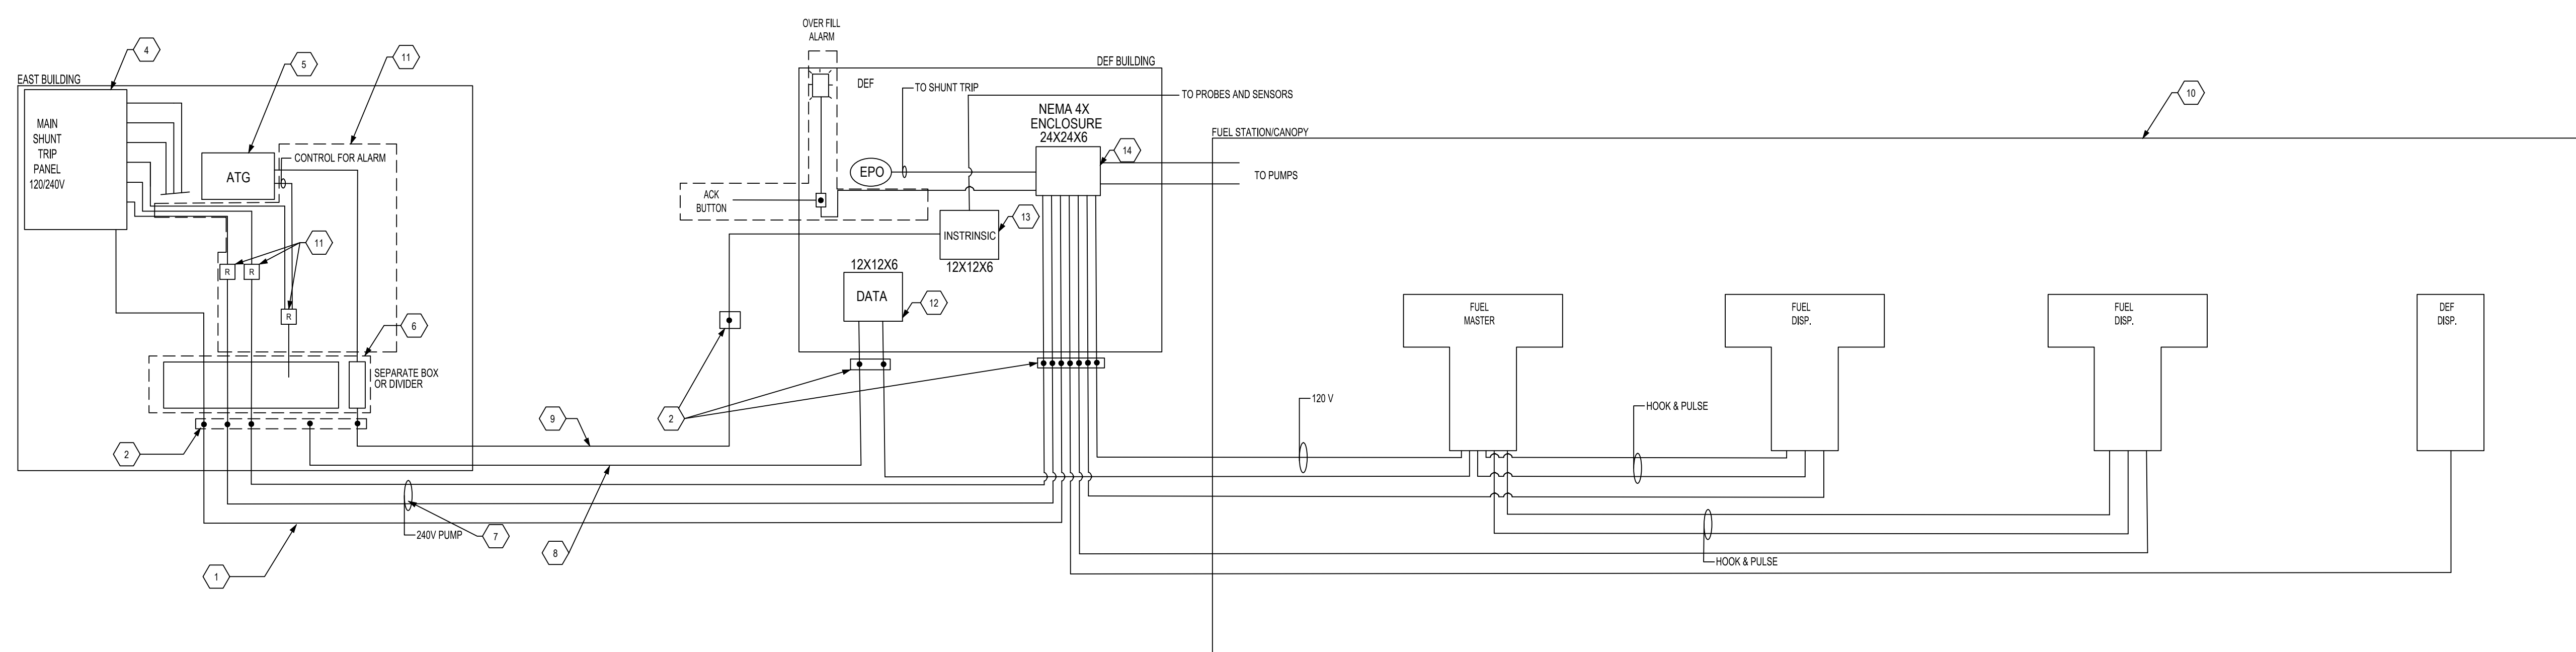 OVER FILL
ALARM
4
5
11
EAST BUILDING
DEF BUILDING
DEF
TO SHUNT TRIP
TO PROBES AND SENSORS
10
MAIN
SHUNT
TRIP
PANEL
120/240V
NEMA 4X
ENCLOSURE
24X24X6
FUEL STATION/CANOPY
14
CONTROL FOR ALARM
ATG
EPO
TO PUMPS
ACK
BUTTON
13
INSTRINSIC
12X12X6
11
R
R
R
12X12X6
DATA
12
6
SEPARATE BOX
OR DIVIDER
FUEL
MASTER
FUEL
DISP.
FUEL
DISP.
DEF
DISP.
2
9
2
120 V
HOOK & PULSE
240V PUMP
7
8
1
HOOK & PULSE